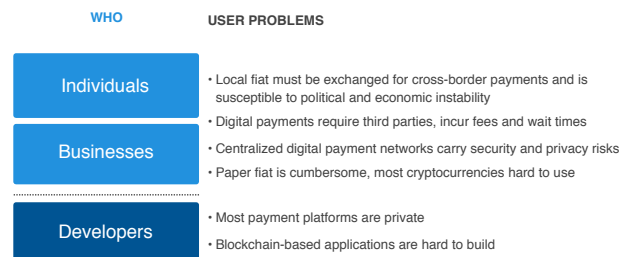 WHO
USER PROBLEMS
Individuals
• Local fiat must be exchanged for cross-border payments and is
susceptible to political and economic instability
• Digital payments require third parties, incur fees and wait times
Businesses
• Centralized digital payment networks carry security and privacy risks
• Paper fiat is cumbersome, most cryptocurrencies hard to use
Developers
• Most payment platforms are private
• Blockchain-based applications are hard to build